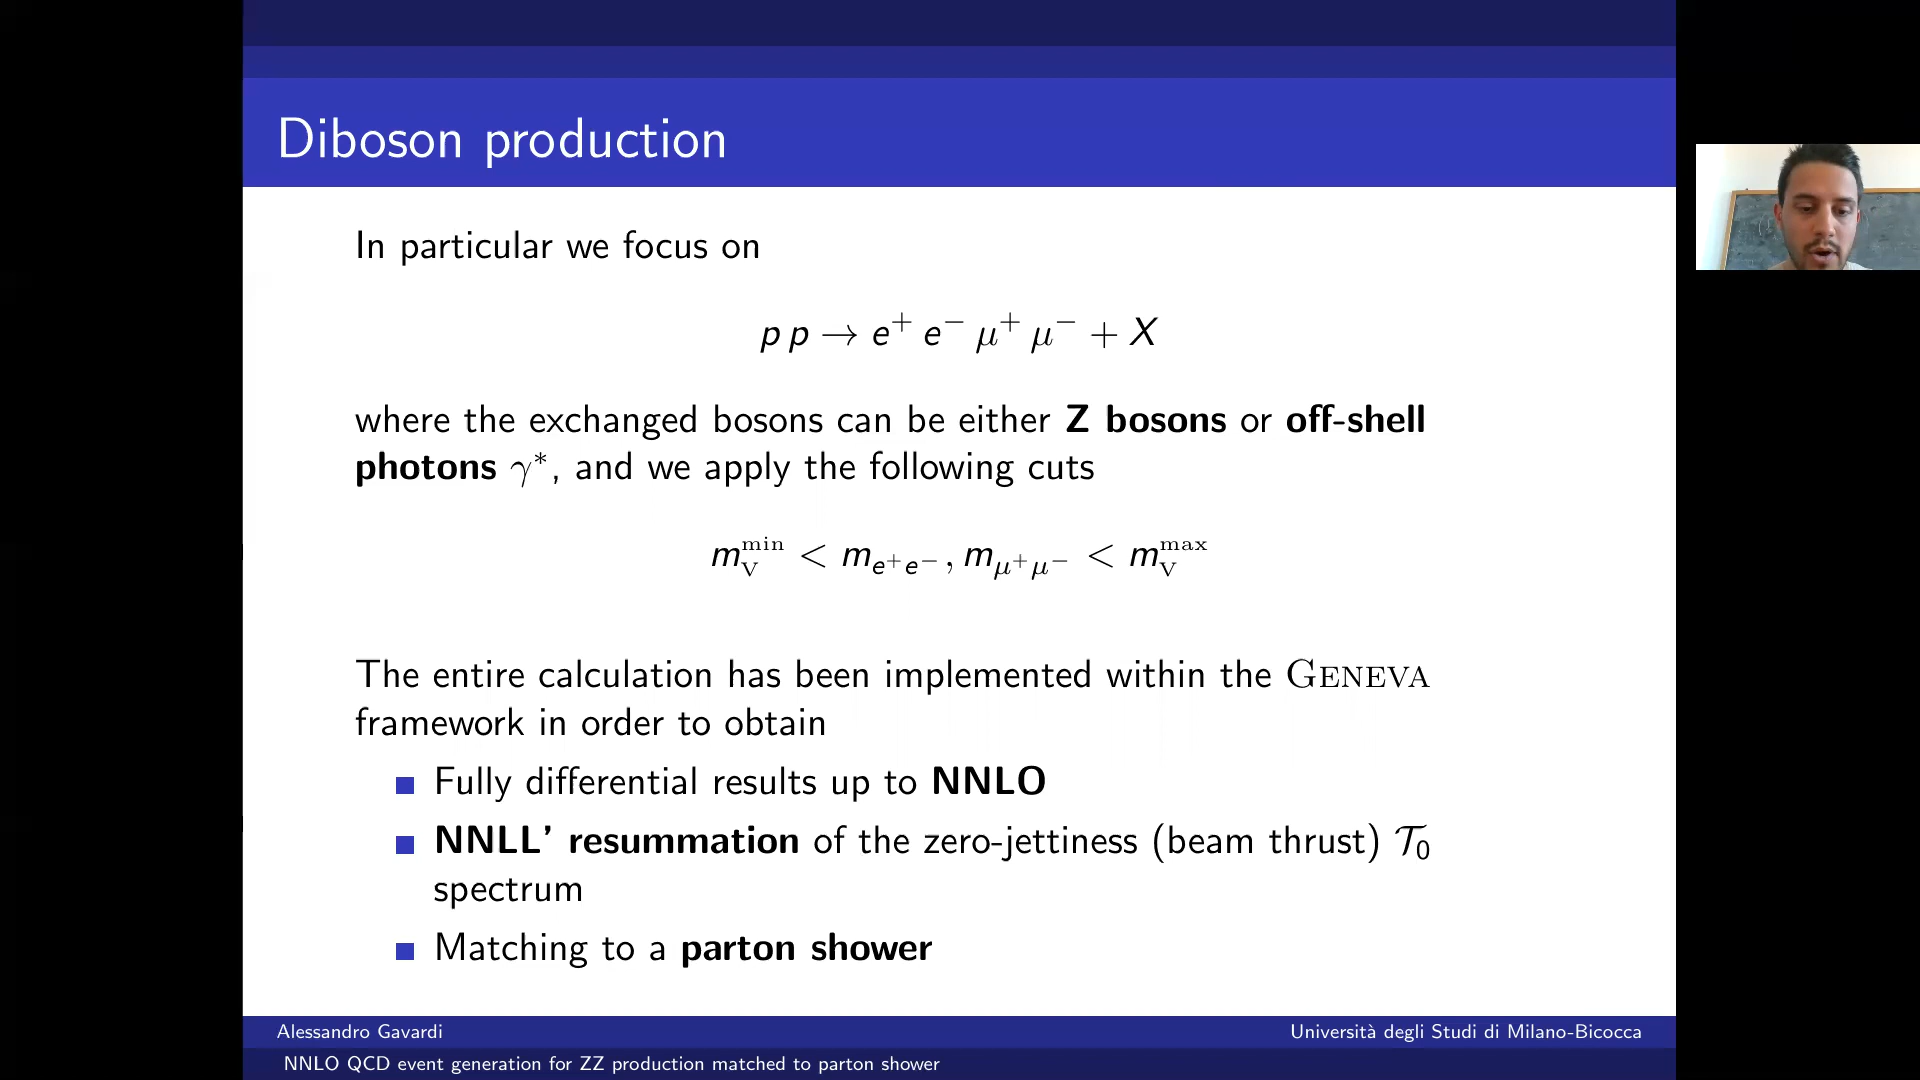 Diboson production
In particular we focus on
p p → e⁺ e⁻ μ⁺ μ⁻ + X
where the exchanged bosons can be either Z bosons or off-shell
photons γ*, and we apply the following cuts
m_V^min < m_{e⁺e⁻}, m_{μ⁺μ⁻} < m_V^max
The entire calculation has been implemented within the GENEVA
framework in order to obtain
Fully differential results up to NNLO
NNLL' resummation of the zero-jettiness (beam thrust) 𝒯₀
spectrum
Matching to a parton shower
Alessandro Gavardi Università degli Studi di Milano-Bicocca
NNLO QCD event generation for ZZ production matched to parton shower